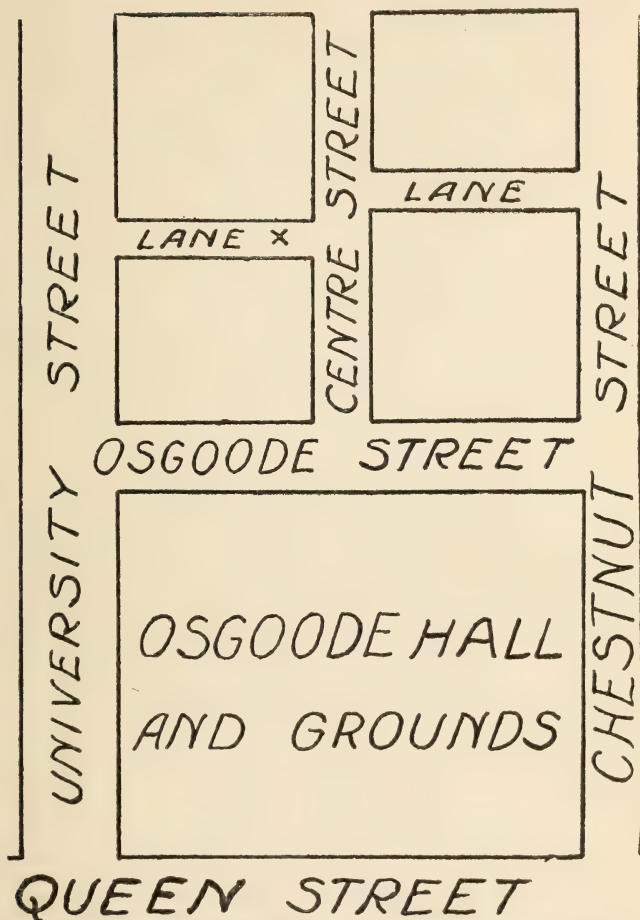 UNIVERSITY STREET
CENTRE STREET
LANE
LANE X
CHESTNUT STREET
OSGOODE STREET
OSGOODE HALL
AND GROUNDS
QUEEN STREET